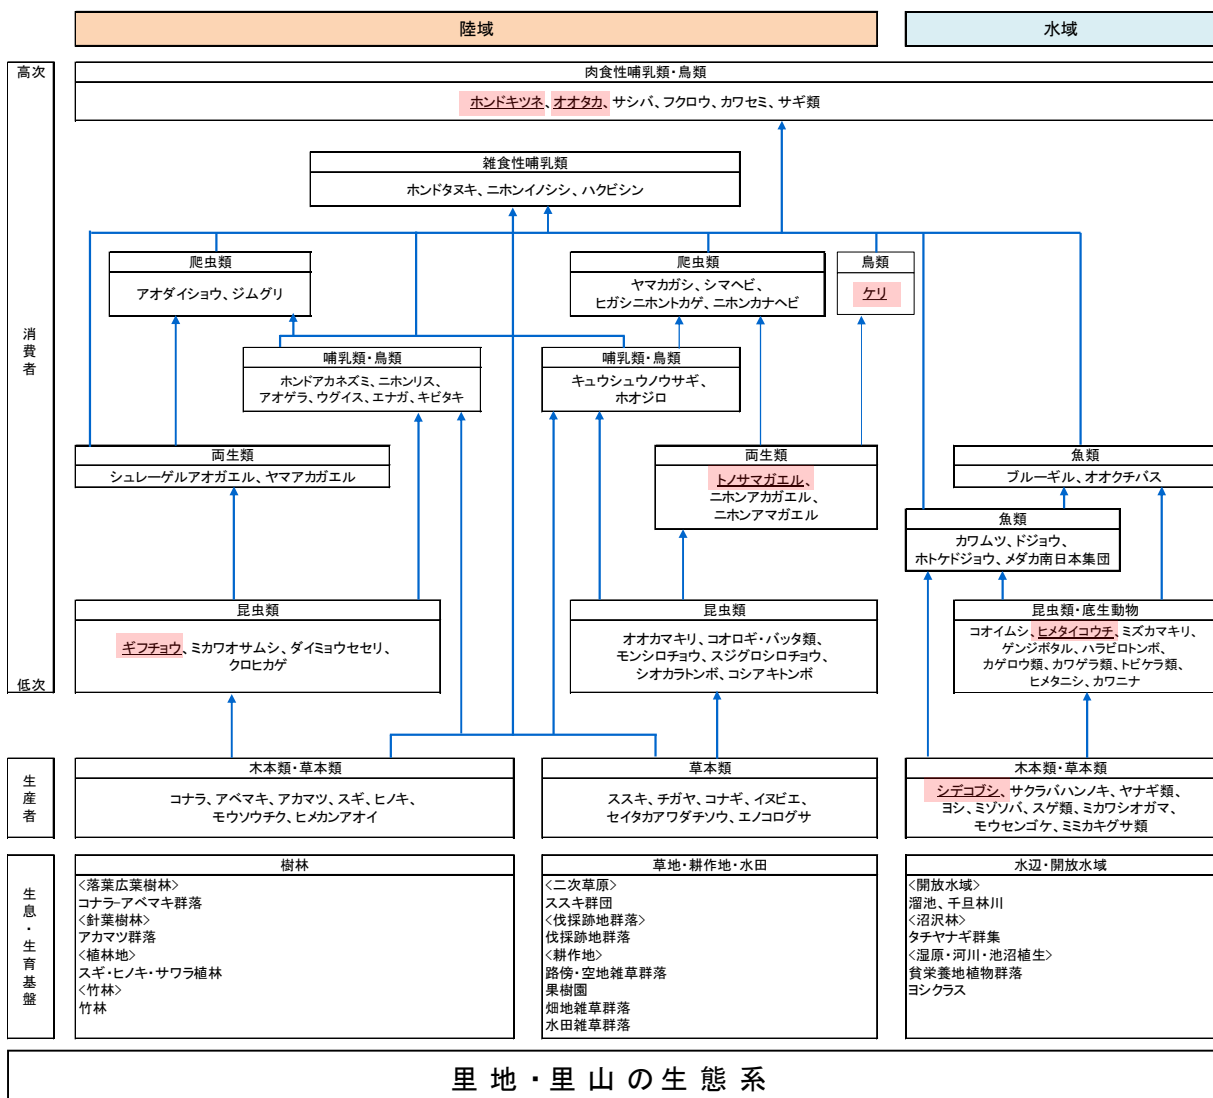 陸域
水域
高次
消費者
低次
肉食性哺乳類・鳥類
ホンドキツネ、オオタカ、サシバ、フクロウ、カワセミ、サギ類
雑食性哺乳類
ホンドタヌキ、ニホンイノシシ、ハクビシン
爬虫類
アオダイショウ、ジムグリ
爬虫類
ヤマカガシ、シマヘビ、
ヒガシニホントカゲ、ニホンカナヘビ
鳥類
ケリ
哺乳類・鳥類
ホンドアカネズミ、ニホンリス、
アオゲラ、ウグイス、エナガ、キビタキ
哺乳類・鳥類
キュウシュウノウサギ、
ホオジロ
両生類
シュレーゲルアオガエル、ヤマアカガエル
両生類
トノサマガエル、
ニホンアカガエル、
ニホンアマガエル
魚類
ブルーギル、オオクチバス
魚類
カワムツ、ドジョウ、
ホトケドジョウ、メダカ南日本集団
昆虫類
ギフチョウ、ミカワオサムシ、ダイミョウセセリ、
クロヒカゲ
昆虫類
オオカマキリ、コオロギ・バッタ類、
モンシロチョウ、スジグロシロチョウ、
シオカラトンボ、コシアキトンボ
昆虫類・底生動物
コオイムシ、ヒメタイコウチ、ミズカマキリ、
ゲンジボタル、ハラビロトンボ、
カゲロウ類、カワゲラ類、トビケラ類、
ヒメタニシ、カワニナ
生産者
木本類・草本類
コナラ、アベマキ、アカマツ、スギ、ヒノキ、
モウソウチク、ヒメカンアオイ
草本類
ススキ、チガヤ、コナギ、イヌビエ、
セイタカアワダチソウ、エノコログサ
木本類・草本類
シデコブシ、サクラバハンノキ、ヤナギ類、
ヨシ、ミゾソバ、スゲ類、ミカワシオガマ、
モウセンゴケ、ミミカキグサ類
生息・生育基盤
樹林
<落葉広葉樹林>
コナラ-アベマキ群落
<針葉樹林>
アカマツ群落
<植林地>
スギ・ヒノキ・サワラ植林
<竹林>
竹林
草地・耕作地・水田
<二次草原>
ススキ群団
<伐採跡地群落>
伐採跡地群落
<耕作地>
路傍・空地雑草群落
果樹園
畑地雑草群落
水田雑草群落
水辺・開放水域
<開放水域>
溜池、千旦林川
<沼沢林>
タチヤナギ群集
<湿原・河川・池沼植生>
貧栄養地植物群落
ヨシクラス
里地・里山の生態系